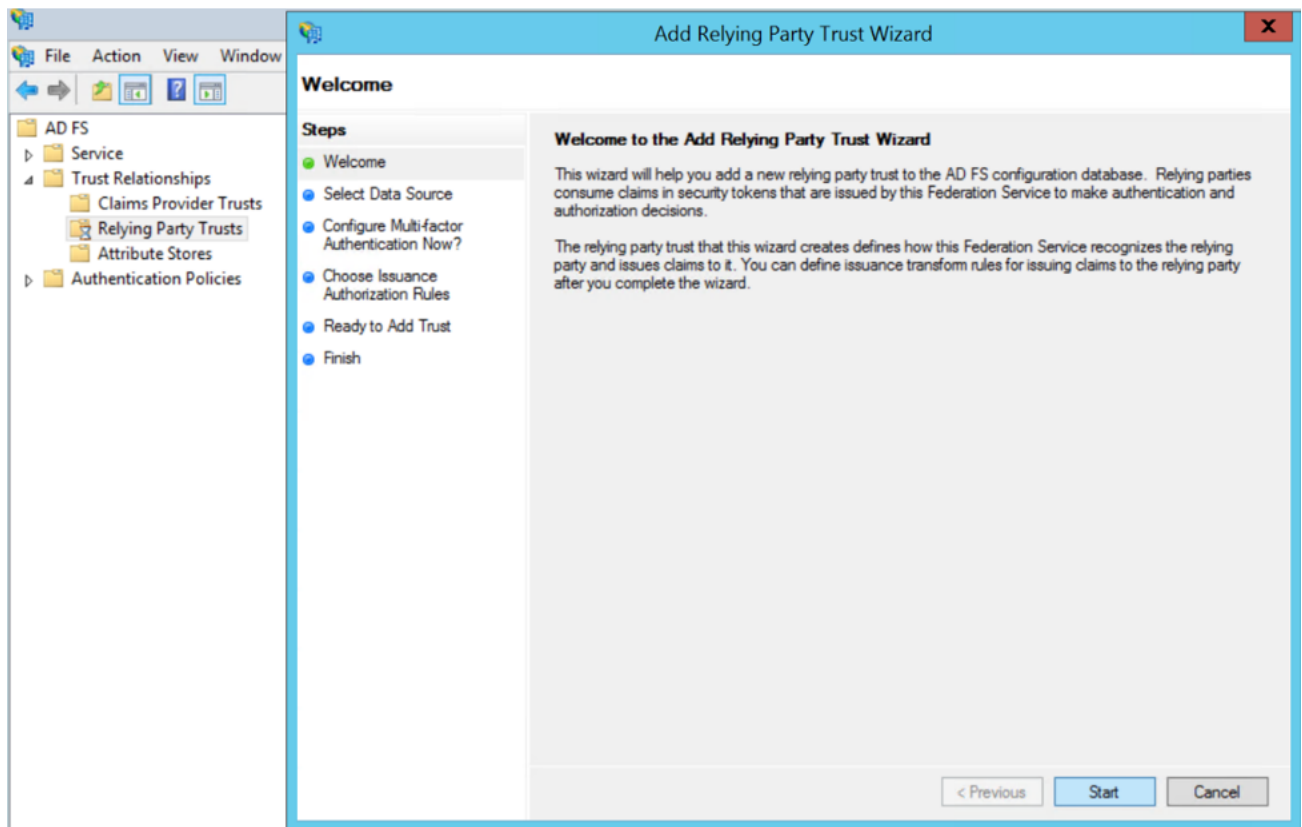 Add Relying Party Trust Wizard
X
File Action View Window
Welcome
AD FS
Service
Trust Relationships
Claims Provider Trusts
Relying Party Trusts
Attribute Stores
Authentication Policies
Steps
Welcome
Select Data Source
Configure Multi-factor
Authentication Now?
Choose Issuance
Authorization Rules
Ready to Add Trust
Finish
Welcome to the Add Relying Party Trust Wizard
This wizard will help you add a new relying party trust to the AD FS configuration database. Relying parties
consume claims in security tokens that are issued by this Federation Service to make authentication and
authorization decisions.
The relying party trust that this wizard creates defines how this Federation Service recognizes the relying
party and issues claims to it. You can define issuance transform rules for issuing claims to the relying party
after you complete the wizard.
< Previous Start Cancel